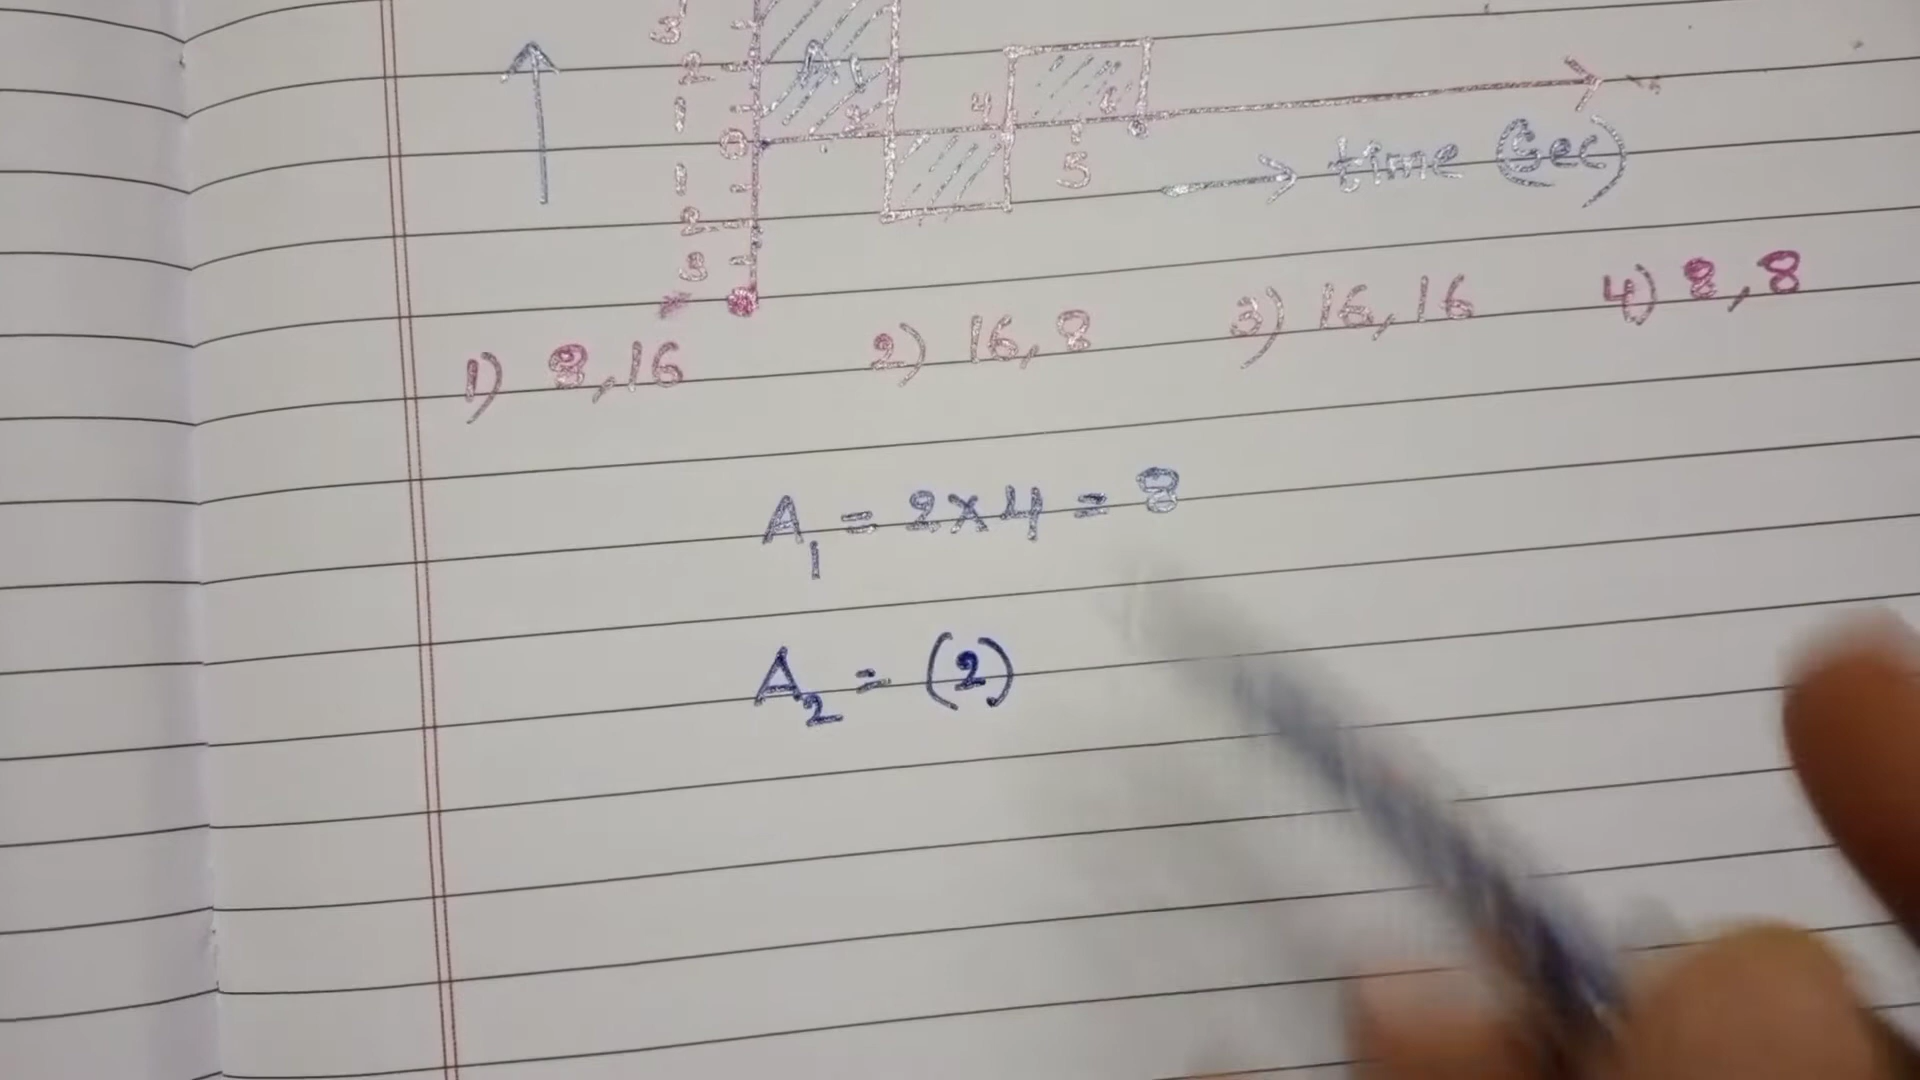 3
2 A1
1 2 4 6
0 5 time (Sec)
1
2
3
1) 8,16 2) 16,8 3) 16,16 4) 8,8
A1 = 2×4 = 8
A2 = (2)